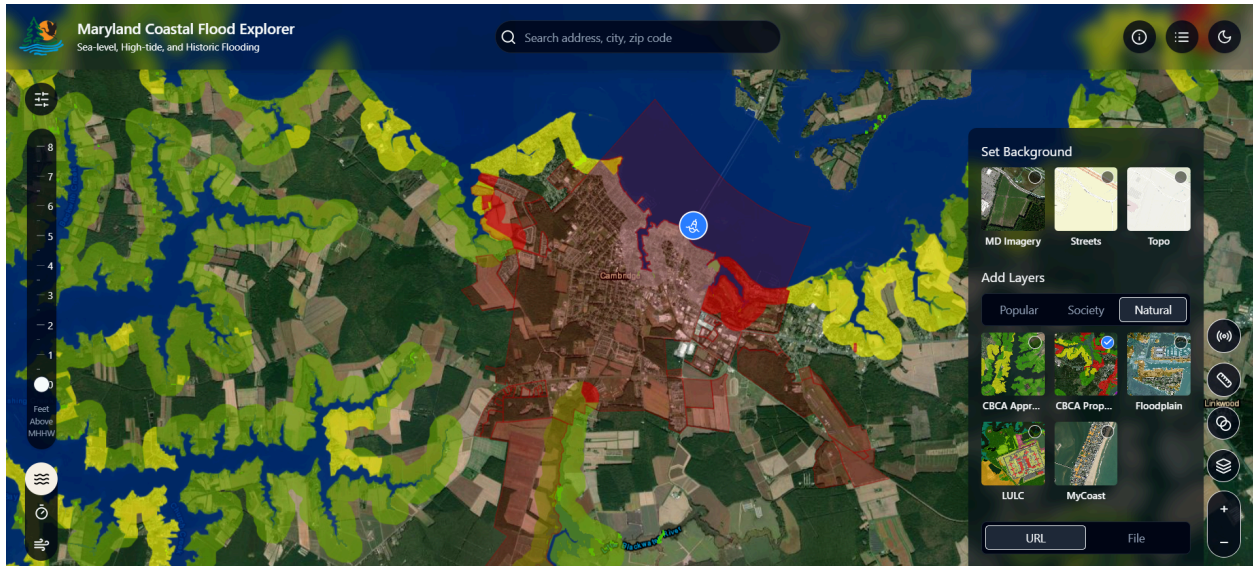 Maryland Coastal Flood Explorer
Sea-level, High-tide, and Historic Flooding
Search address, city, zip code
8
7
6
5
4
3
2
1
0
Feet
Above
MHHW
Cambridge
Set Background
MD Imagery
Streets
Topo
Add Layers
Popular
Society
Natural
CBCA Appr...
CBCA Prop...
Floodplain
Linkwood
LULC
MyCoast
URL
File
+
−